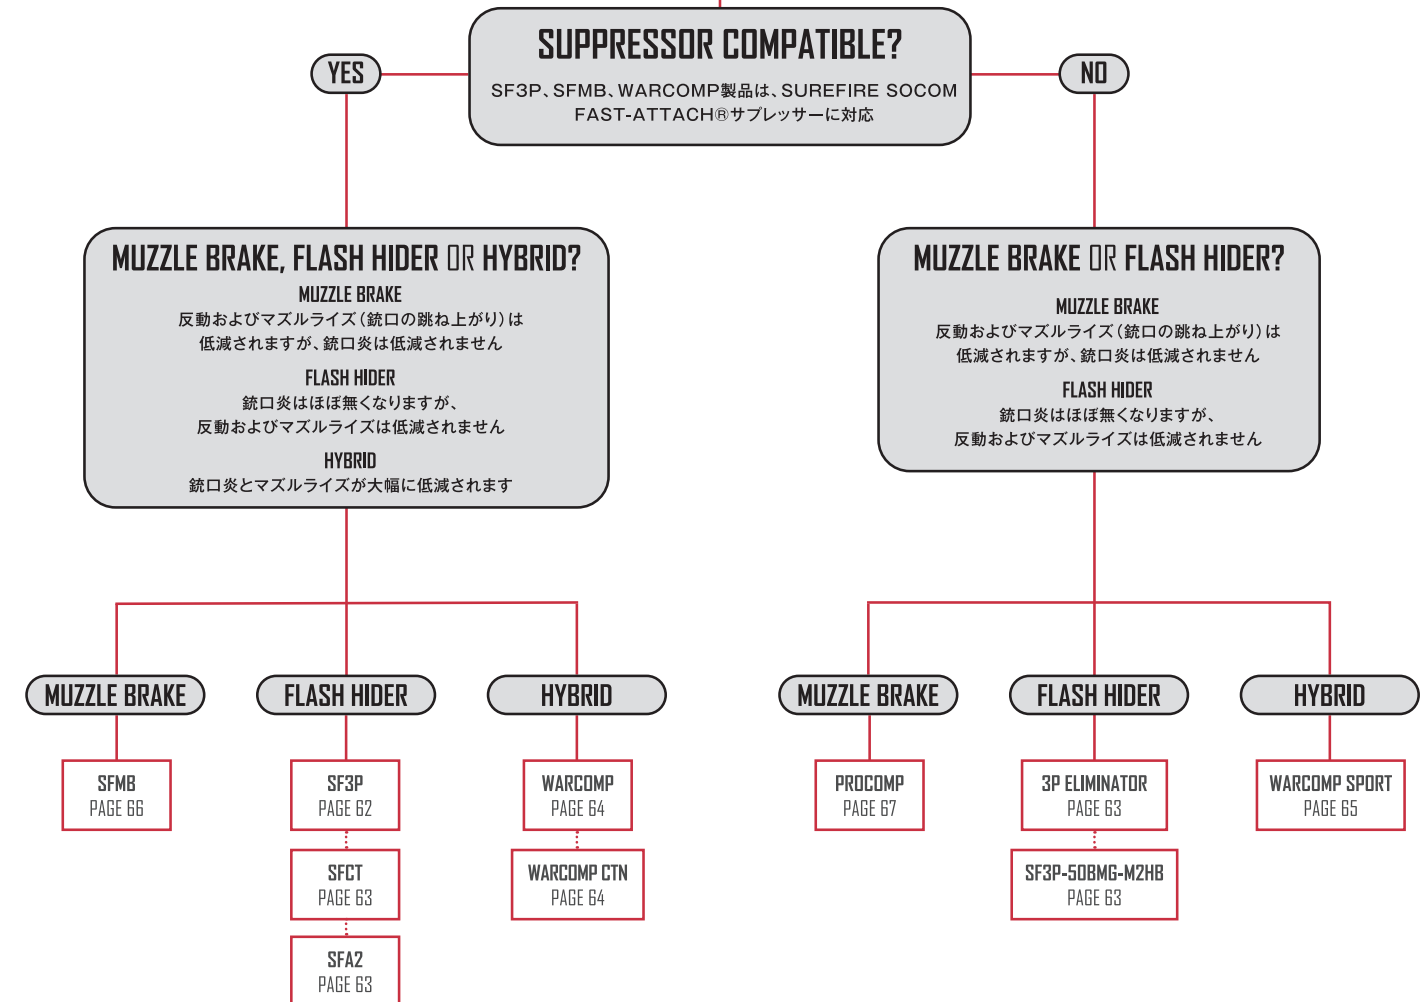 SUPPRESSOR COMPATIBLE?
SF3P、SFMB、WARCOMP製品は、SUREFIRE SOCOM
FAST-ATTACH®サプレッサーに対応
YES
NO
MUZZLE BRAKE, FLASH HIDER OR HYBRID?
MUZZLE BRAKE
反動およびマズルライズ（銃口の跳ね上がり）は
低減されますが、銃口炎は低減されません
FLASH HIDER
銃口炎はほぼ無くなりますが、
反動およびマズルライズは低減されません
HYBRID
銃口炎とマズルライズが大幅に低減されます
MUZZLE BRAKE OR FLASH HIDER?
MUZZLE BRAKE
反動およびマズルライズ（銃口の跳ね上がり）は
低減されますが、銃口炎は低減されません
FLASH HIDER
銃口炎はほぼ無くなりますが、
反動およびマズルライズは低減されません
MUZZLE BRAKE
SFMB
PAGE 66
FLASH HIDER
SF3P
PAGE 62
SFCT
PAGE 63
SFA2
PAGE 63
HYBRID
WARCOMP
PAGE 64
WARCOMP CTN
PAGE 64
MUZZLE BRAKE
PROCOMP
PAGE 67
FLASH HIDER
3P ELIMINATOR
PAGE 63
SF3P-50BMG-M2HB
PAGE 63
HYBRID
WARCOMP SPORT
PAGE 65